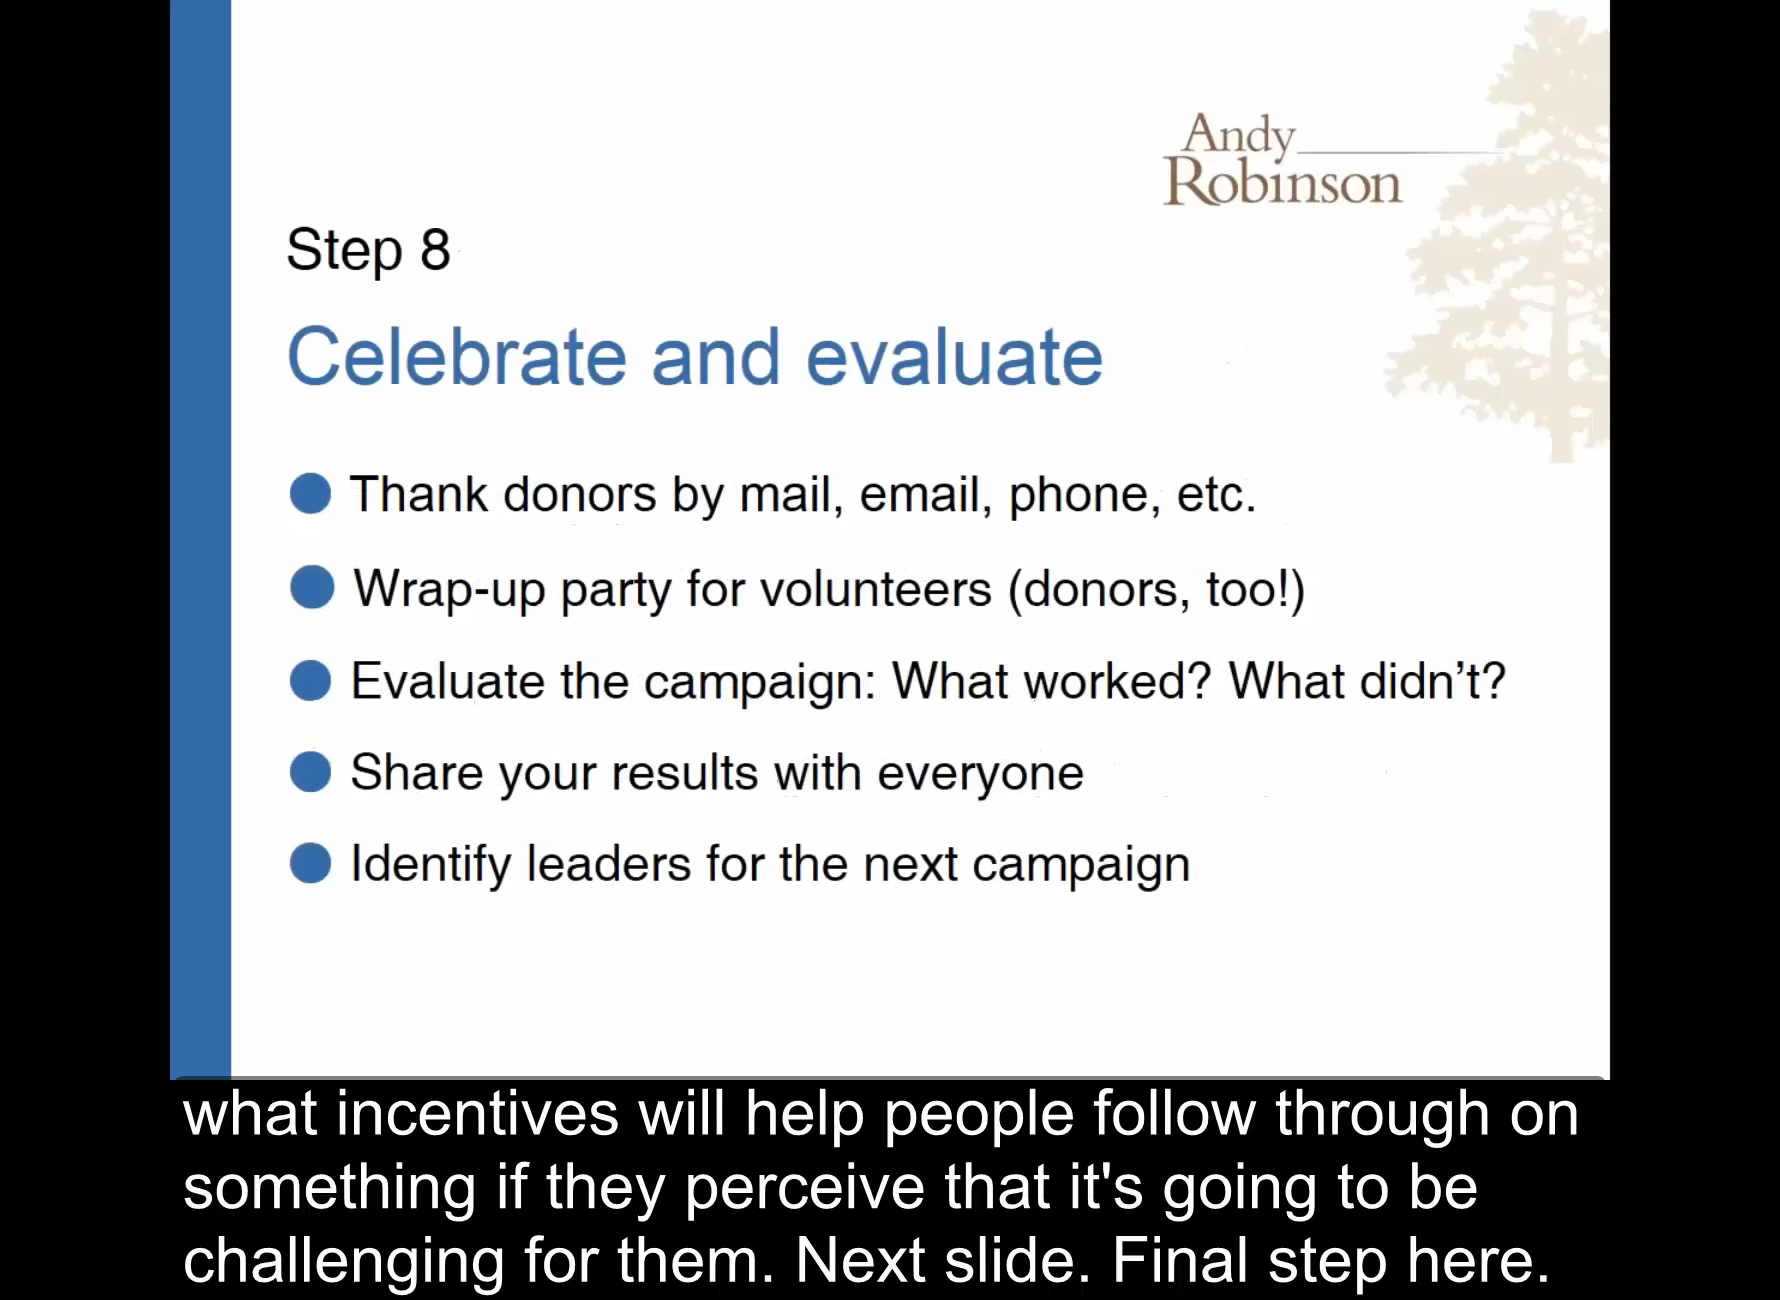 Andy
Robinson
Step 8
Celebrate and evaluate
Thank donors by mail, email, phone, etc.
Wrap-up party for volunteers (donors, too!)
Evaluate the campaign: What worked? What didn’t?
Share your results with everyone
Identify leaders for the next campaign
what incentives will help people follow through on
something if they perceive that it's going to be
challenging for them. Next slide. Final step here.